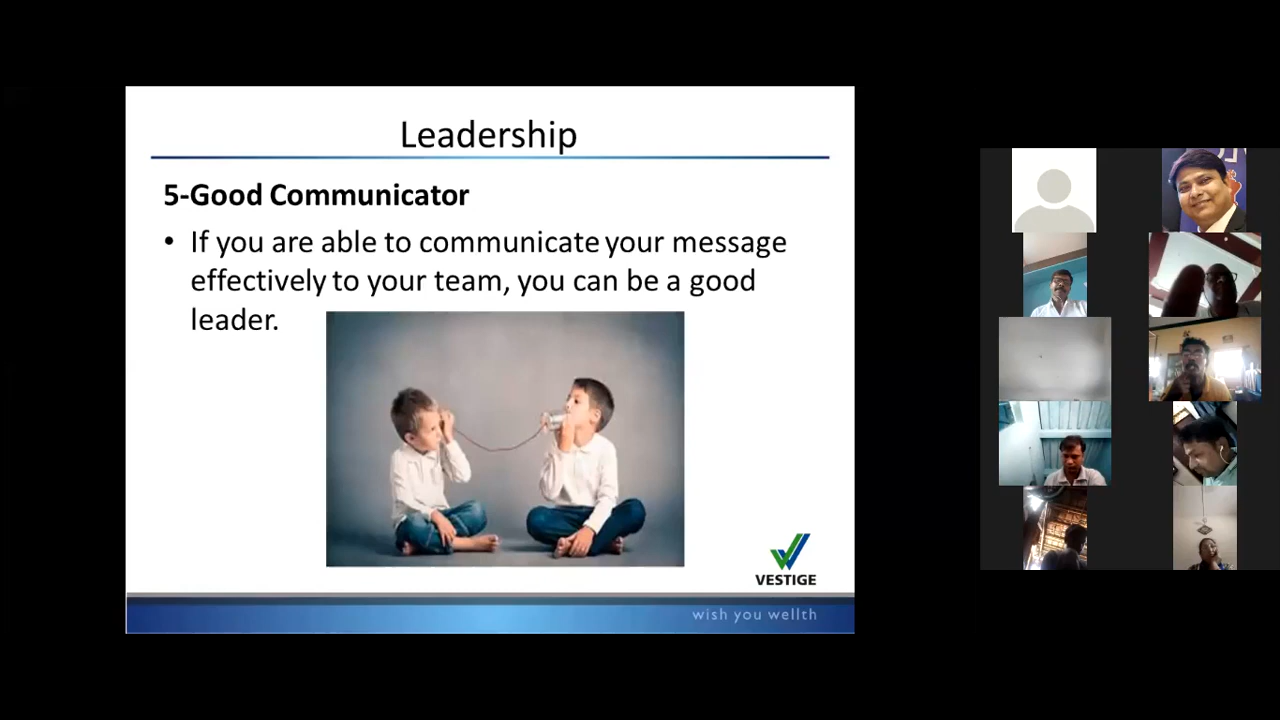 Leadership
5-Good Communicator
• If you are able to communicate your message
effectively to your team, you can be a good
leader.
VESTIGE
wish you wellth